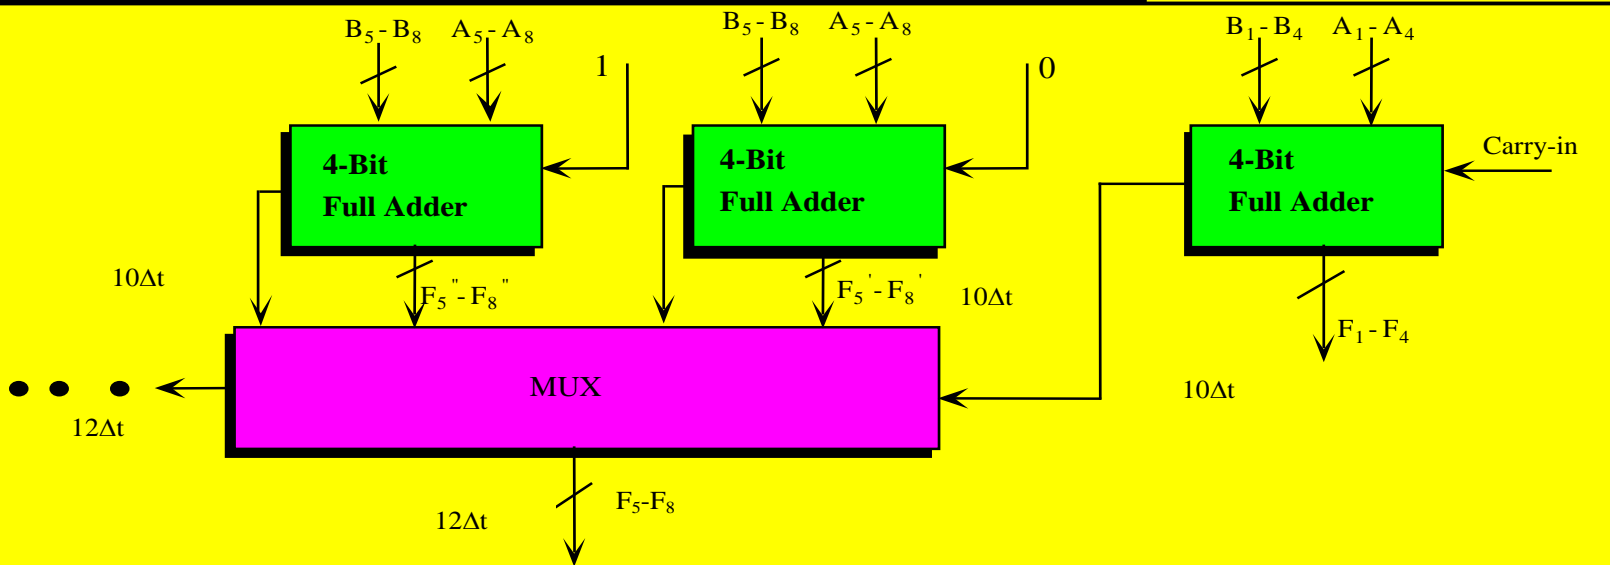 B₅ - B₈ A₅ - A₈ B₅ - B₈ A₅ - A₈ B₁ - B₄ A₁ - A₄
1 0
Carry-in
4-Bit 4-Bit 4-Bit
Full Adder Full Adder Full Adder
10Δt F₅" - F₈" F₅' - F₈' 10Δt
F₁ - F₄
MUX 10Δt
12Δt
12Δt F₅-F₈